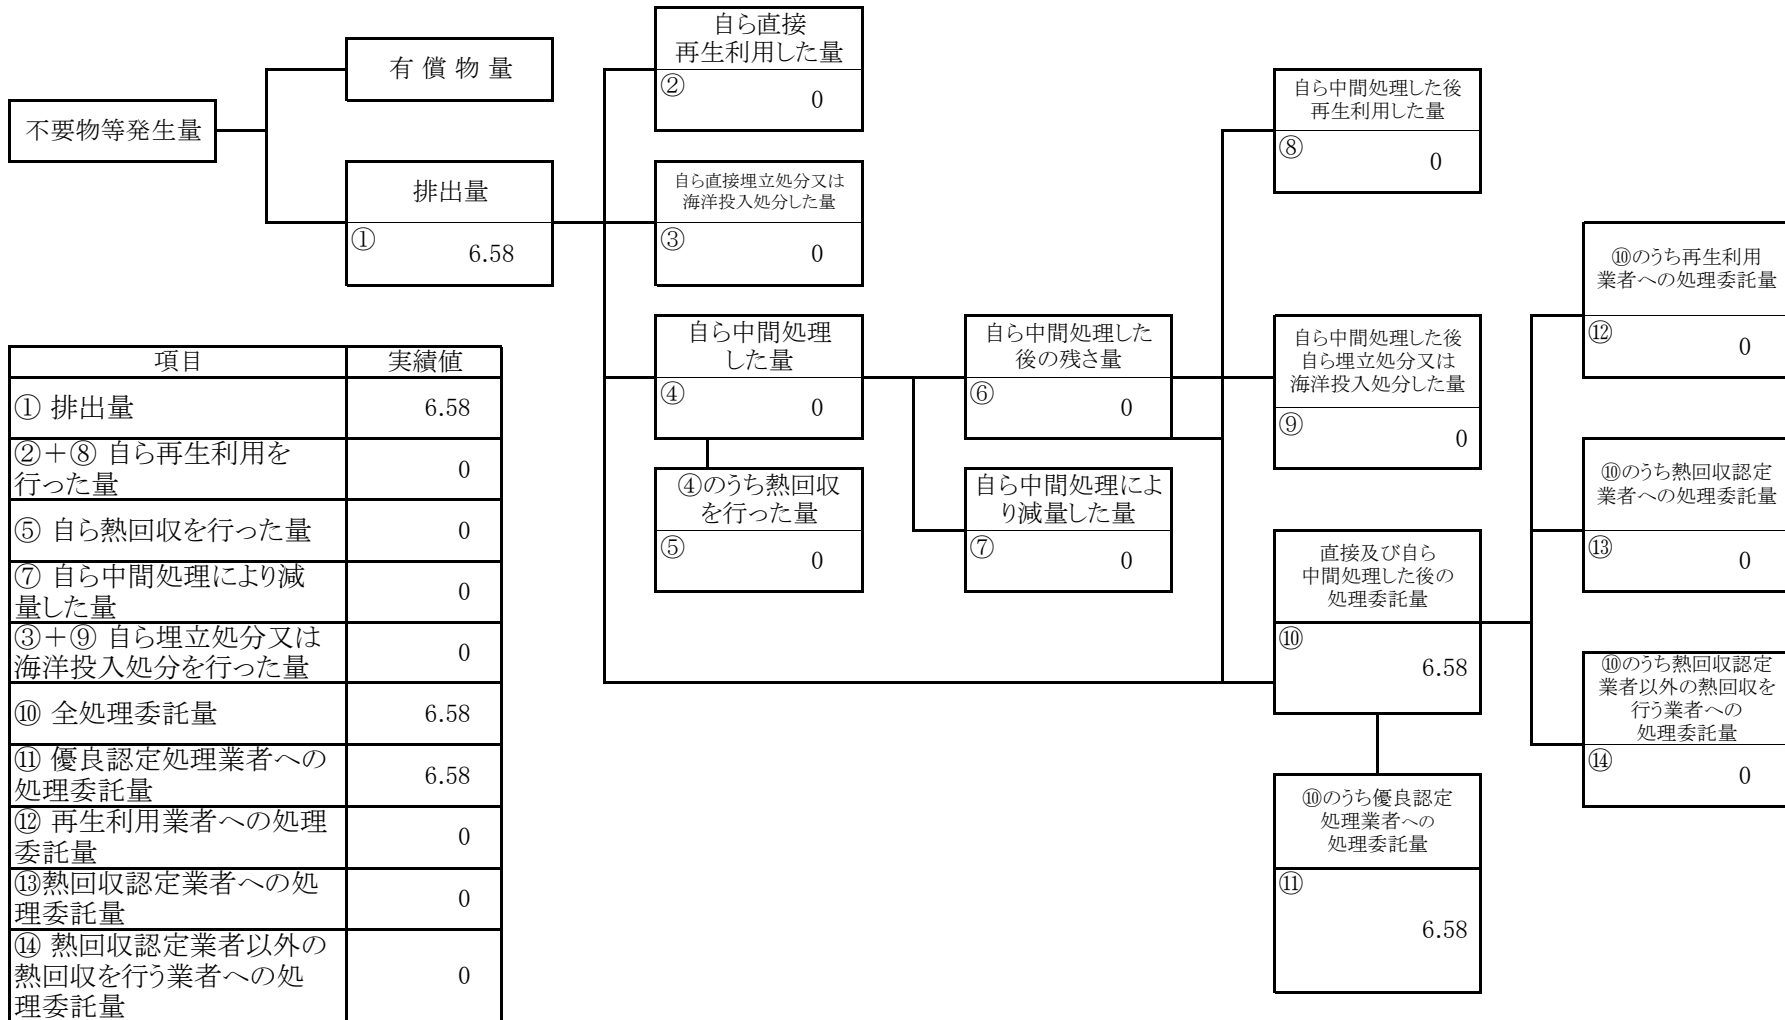 不要物等発生量
有 償 物 量
排出量
①
6.58
自ら直接
再生利用した量
②
0
自ら直接埋立処分又は
海洋投入処分した量
③
0
自ら中間処理
した量
④
0
④のうち熱回収
を行った量
⑤
0
自ら中間処理した
後の残さ量
⑥
0
自ら中間処理によ
り減量した量
⑦
0
自ら中間処理した後
再生利用した量
⑧
0
自ら中間処理した後
自ら埋立処分又は
海洋投入処分した量
⑨
0
直接及び自ら
中間処理した後の
処理委託量
⑩
6.58
⑩のうち優良認定
処理業者への
処理委託量
⑪
6.58
⑩のうち再生利用
業者への処理委託量
⑫
0
⑩のうち熱回収認定
業者への処理委託量
⑬
0
⑩のうち熱回収認定
業者以外の熱回収を
行う業者への
処理委託量
⑭
0
項目 実績値
① 排出量 6.58
②＋⑧ 自ら再生利用を
行った量
0
⑤ 自ら熱回収を行った量 0
⑦ 自ら中間処理により減
量した量
0
③＋⑨ 自ら埋立処分又は
海洋投入処分を行った量
0
⑩ 全処理委託量 6.58
⑪ 優良認定処理業者への
処理委託量
6.58
⑫ 再生利用業者への処理
委託量
0
⑬熱回収認定業者への処
理委託量
0
⑭ 熱回収認定業者以外の
熱回収を行う業者への処
理委託量
0